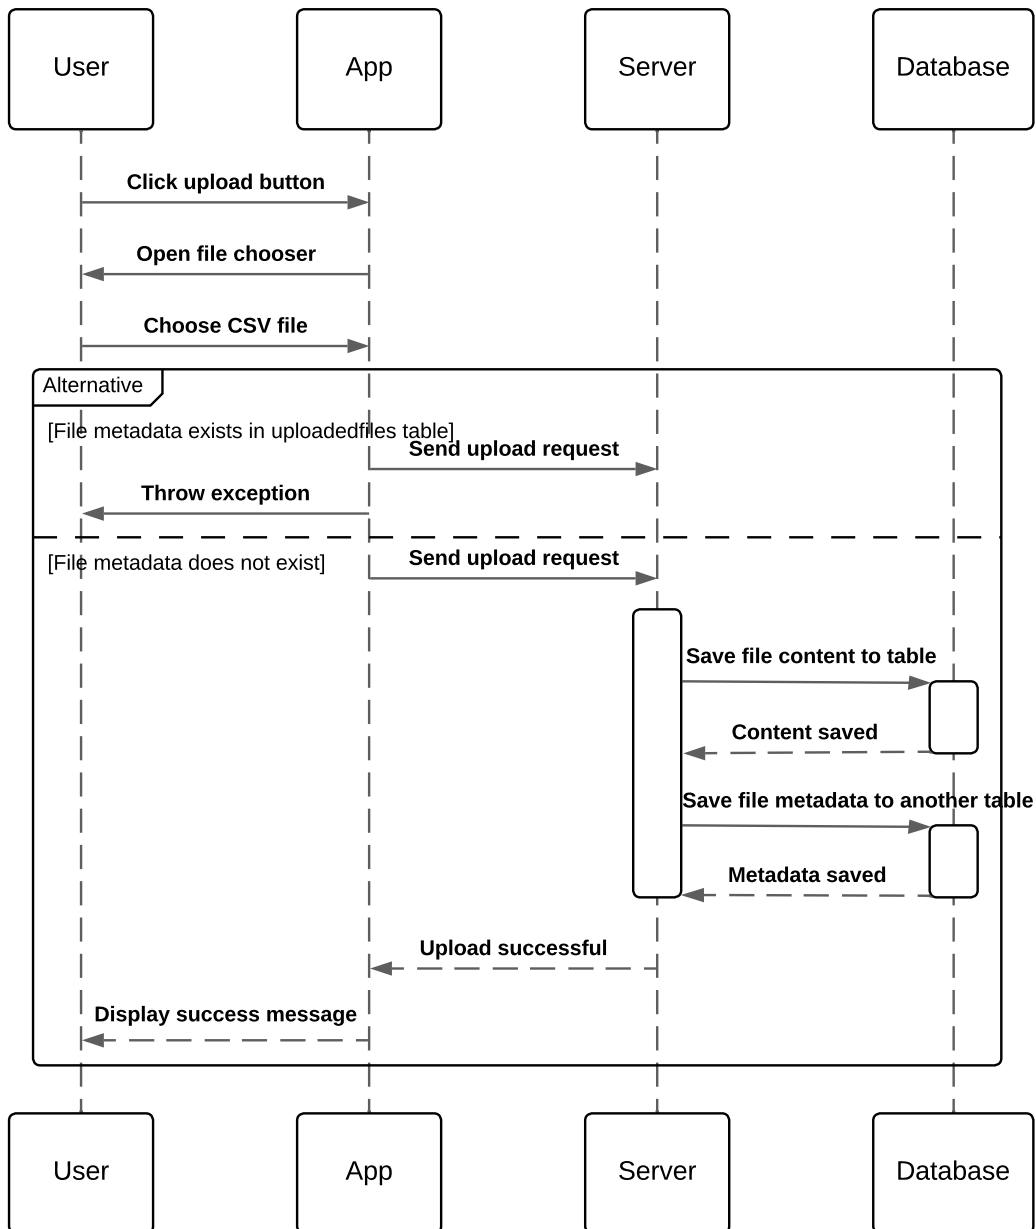 User
App
Server
Database
Click upload button
Open file chooser
Choose CSV file
Alternative
[File metadata exists in uploadedfiles table]
Send upload request
Throw exception
Send upload request
[File metadata does not exist]
Save file content to table
Content saved
Save file metadata to another table
Metadata saved
Upload successful
Display success message
User
App
Server
Database